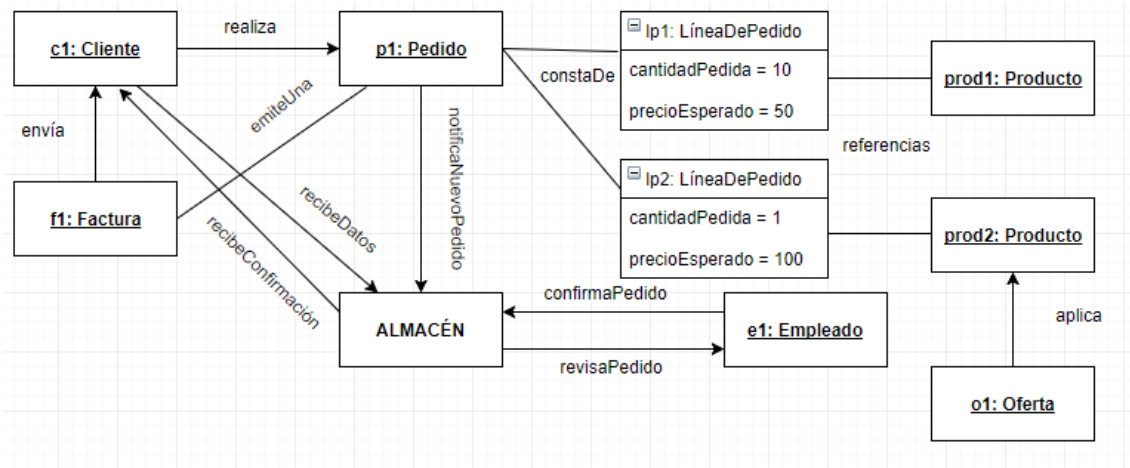 realiza
c1: Cliente
p1: Pedido
lp1: LíneaDePedido
constaDe
cantidadPedida = 10
precioEsperado = 50
prod1: Producto
envía
emiteUna
notificaNuevoPedido
referencias
lp2: LíneaDePedido
cantidadPedida = 1
precioEsperado = 100
f1: Factura
recibeDatos
recibeConfirmación
prod2: Producto
confirmaPedido
ALMACÉN
e1: Empleado
revisaPedido
aplica
o1: Oferta